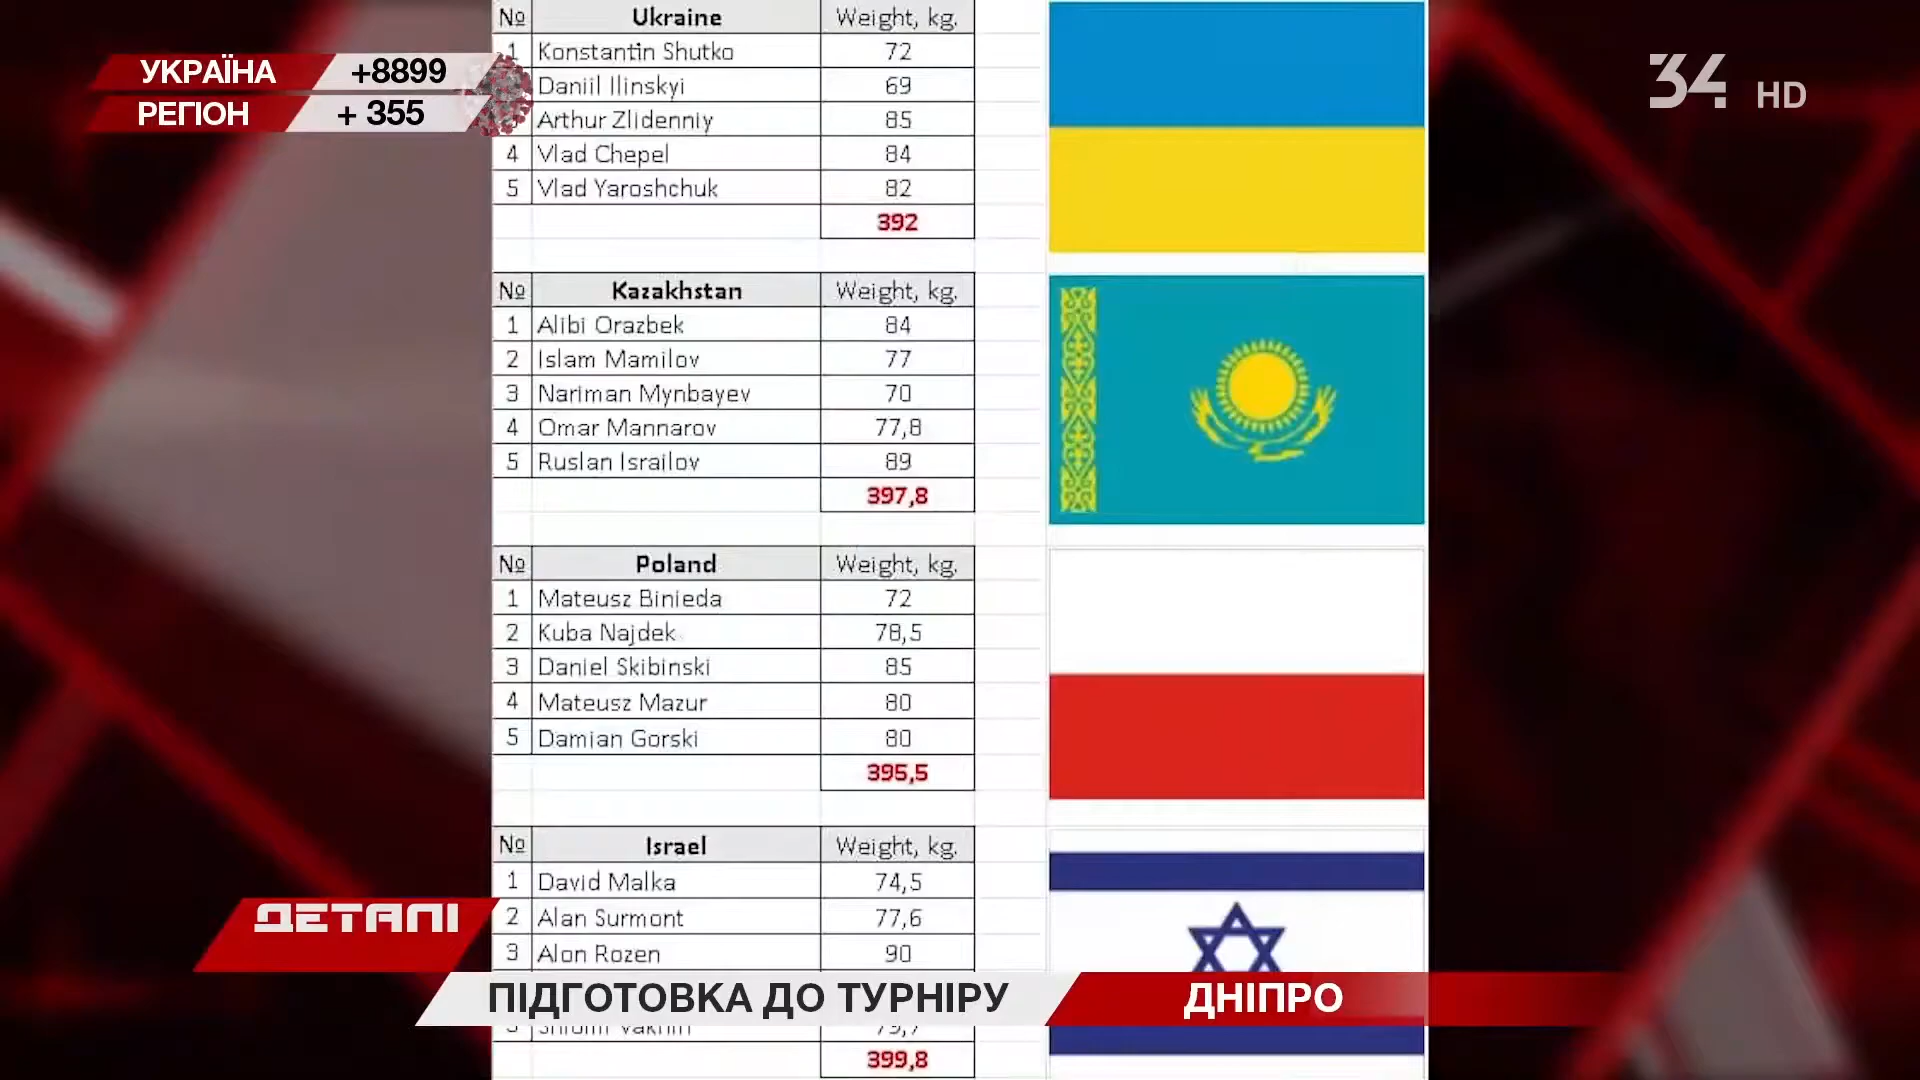 № Ukraine Weight, kg.
1 Konstantin Shutko 72
Daniil Ilinskyi 69
Arthur Zlidenniy 85
4 Vlad Chepel 84
5 Vlad Yaroshchuk 82
392
УКРАЇНА +8899
РЕГІОН + 355
34 HD
№ Kazakhstan Weight, kg.
1 Alibi Orazbek 84
2 Islam Mamilov 77
3 Nariman Mynbayev 70
4 Omar Mannarov 77,8
5 Ruslan Israilov 89
397,8
№ Poland Weight, kg.
1 Mateusz Binieda 72
2 Kuba Najdek 78,5
3 Daniel Skibinski 85
4 Mateusz Mazur 80
5 Damian Gorski 80
395,5
№ Israel Weight, kg.
1 David Malka 74,5
2 Alan Surmont 77,6
3 Alon Rozen 90
ДЕТАЛІ
ПІДГОТОВКА ДО ТУРНІРУ ДНІПРО
399,8